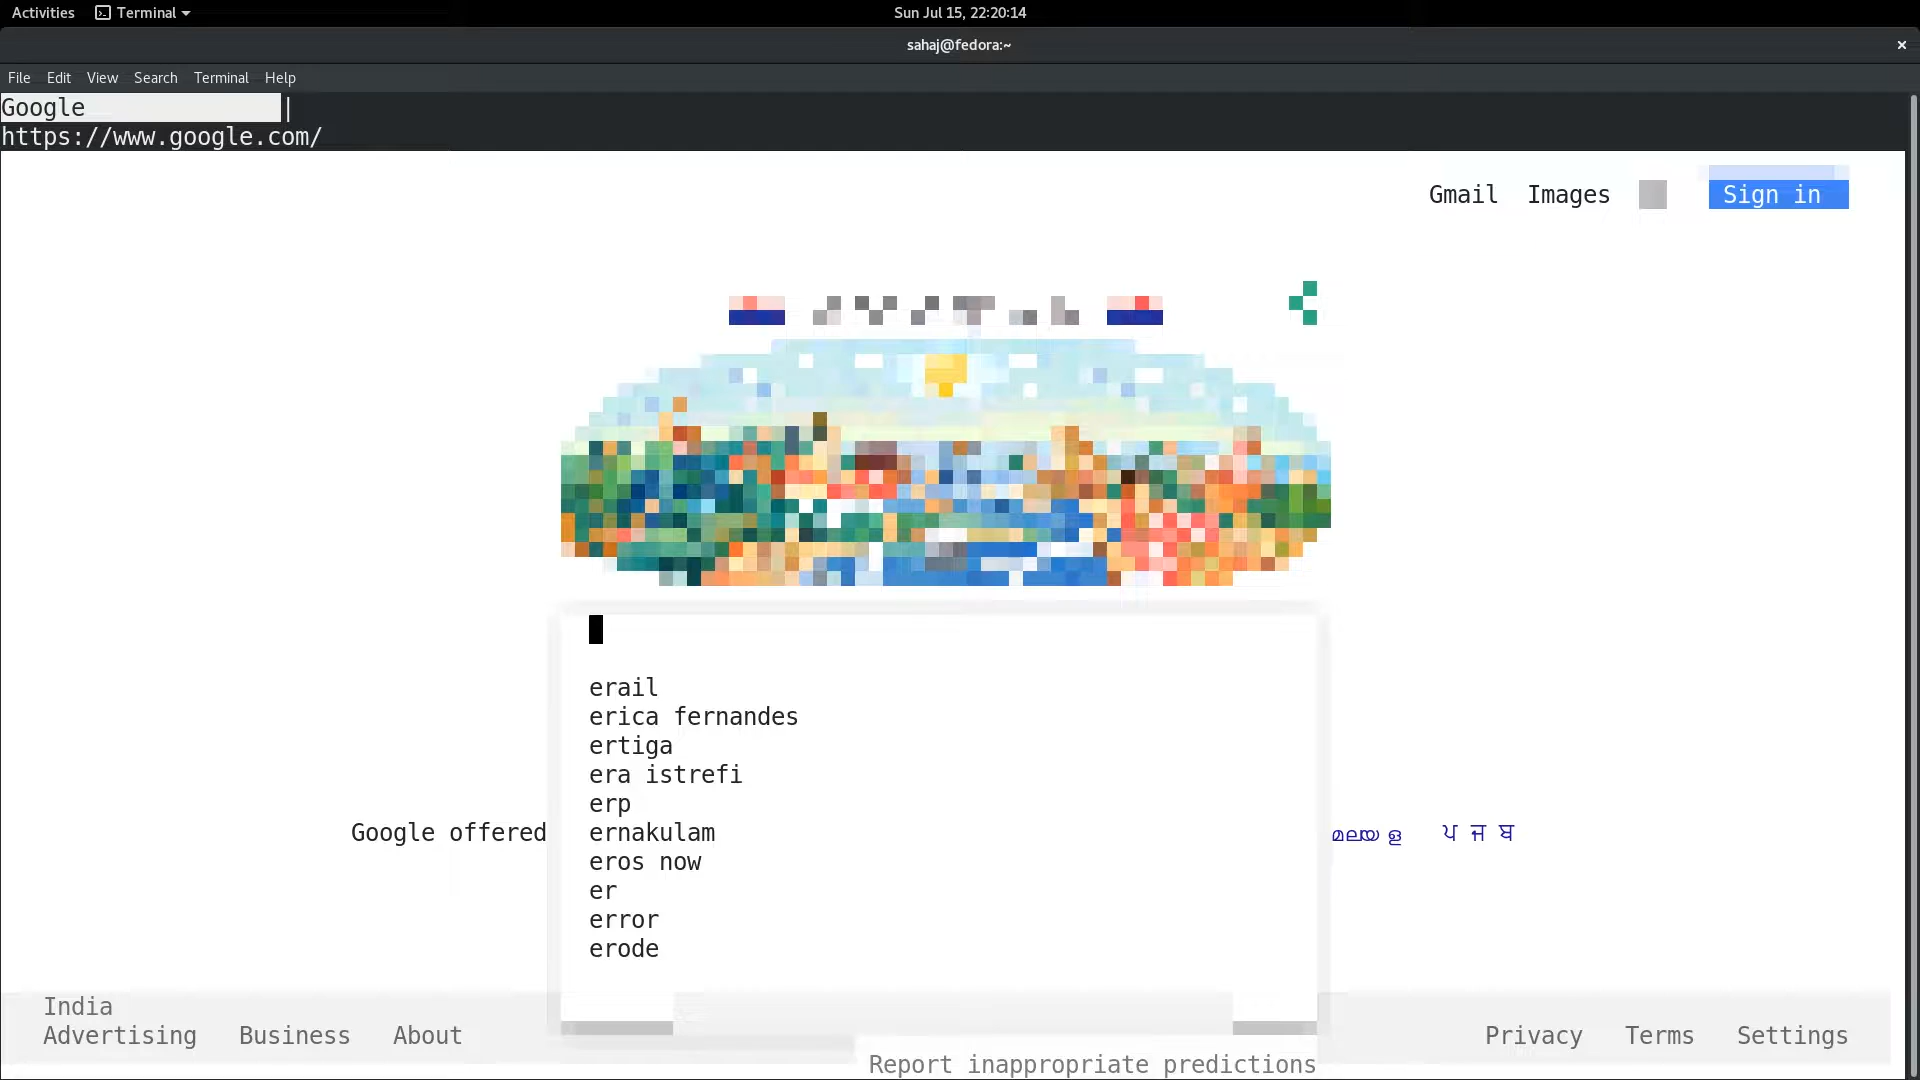 Activities Terminal Sun Jul 15, 22:20:14
sahaj@fedora:~ ×
File Edit View Search Terminal Help
Google
https://www.google.com/
Gmail Images Sign in
erail
erica fernandes
ertiga
era istrefi
erp
Google offered ernakulam മലയ ള ਪ ਜ ਬ
eros now
er
error
erode
India
Advertising Business About Privacy Terms Settings
Report inappropriate predictions